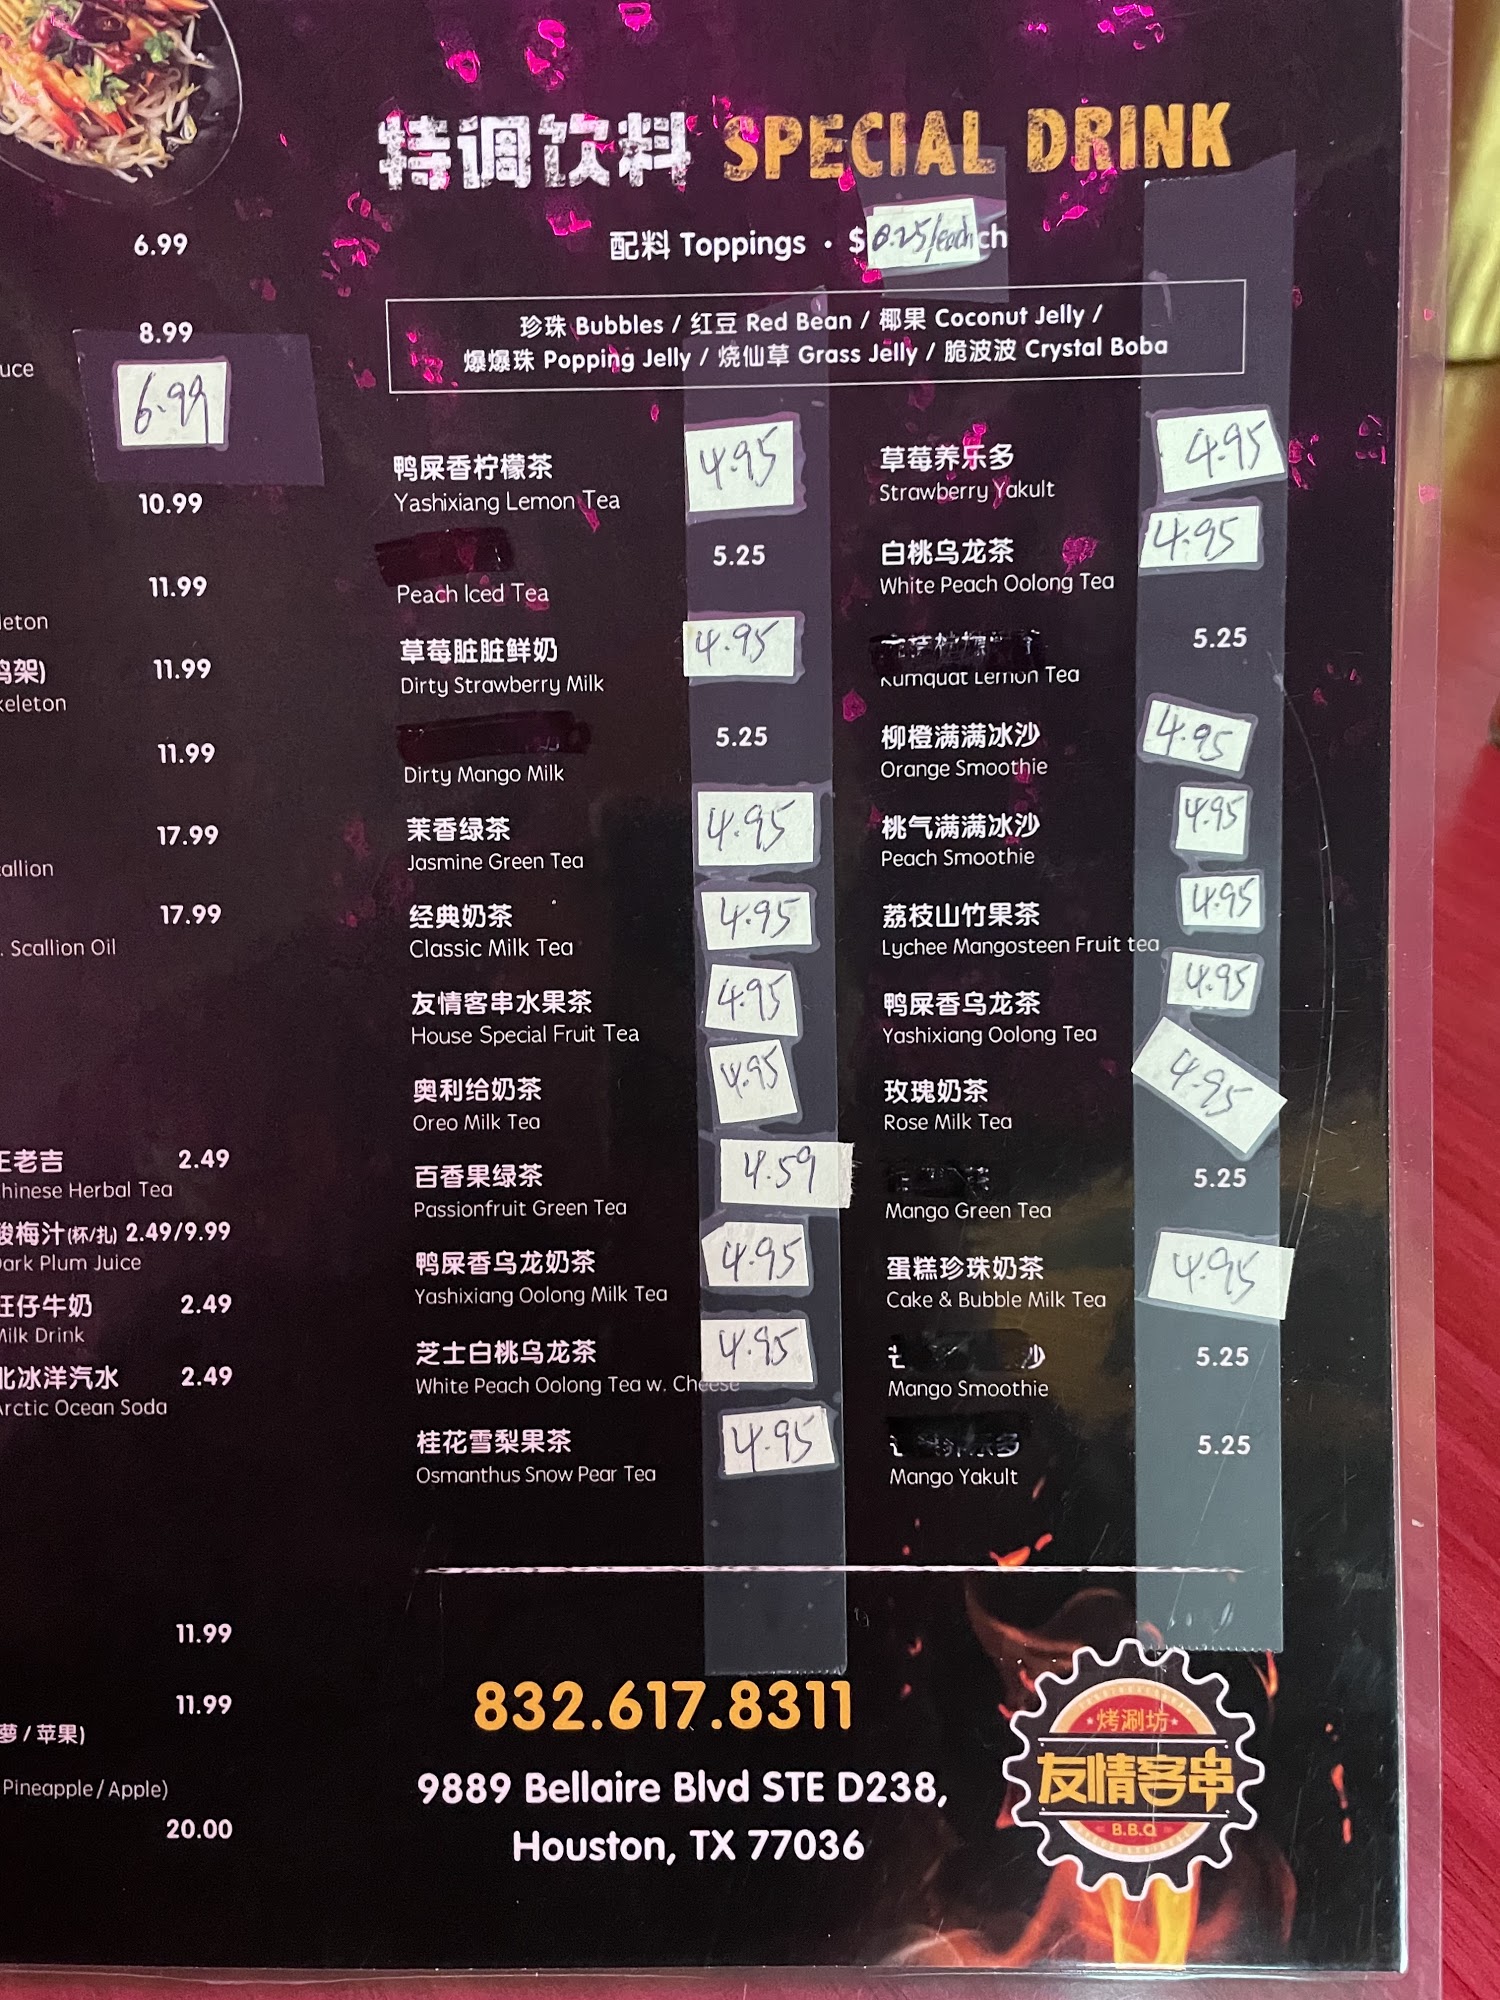 特调饮料 SPECIAL DRINK
配料 Toppings • $0.25/each ch
珍珠 Bubbles / 红豆 Red Bean / 椰果 Coconut Jelly /
爆爆珠 Popping Jelly / 烧仙草 Grass Jelly / 脆波波 Crystal Boba
6.99
8.99
uce
6.99
10.99
11.99
leton
鸡架) 11.99
keleton
11.99
17.99
callion
17.99
. Scallion Oil
王老吉 2.49
hinese Herbal Tea
酸梅汁(杯/扎) 2.49/9.99
Dark Plum Juice
旺仔牛奶 2.49
Milk Drink
北冰洋汽水 2.49
Arctic Ocean Soda
11.99
11.99
萝 / 苹果)
Pineapple / Apple)
20.00
鸭屎香柠檬茶 4.95
Yashixiang Lemon Tea
5.25
Peach Iced Tea
草莓脏脏鲜奶 4.95
Dirty Strawberry Milk
5.25
Dirty Mango Milk
茉香绿茶 4.95
Jasmine Green Tea
经典奶茶 4.95
Classic Milk Tea
友情客串水果茶 4.95
House Special Fruit Tea
奥利给奶茶 4.95
Oreo Milk Tea
百香果绿茶 4.59
Passionfruit Green Tea
鸭屎香乌龙奶茶 4.95
Yashixiang Oolong Milk Tea
芝士白桃乌龙茶 4.95
White Peach Oolong Tea w. Cheese
桂花雪梨果茶 4.95
Osmanthus Snow Pear Tea
草莓养乐多 4.95
Strawberry Yakult
白桃乌龙茶 4.95
White Peach Oolong Tea
5.25
Kumquat Lemon Tea
柳橙满满冰沙 4.95
Orange Smoothie
桃气满满冰沙 4.95
Peach Smoothie
荔枝山竹果茶 4.95
Lychee Mangosteen Fruit tea
鸭屎香乌龙茶 4.95
Yashixiang Oolong Tea
玫瑰奶茶 4.95
Rose Milk Tea
茶 5.25
Mango Green Tea
蛋糕珍珠奶茶 4.95
Cake & Bubble Milk Tea
沙 5.25
Mango Smoothie
乐多 5.25
Mango Yakult
832.617.8311
9889 Bellaire Blvd STE D238,
Houston, TX 77036
烤涮坊
友情客串
B.B.Q